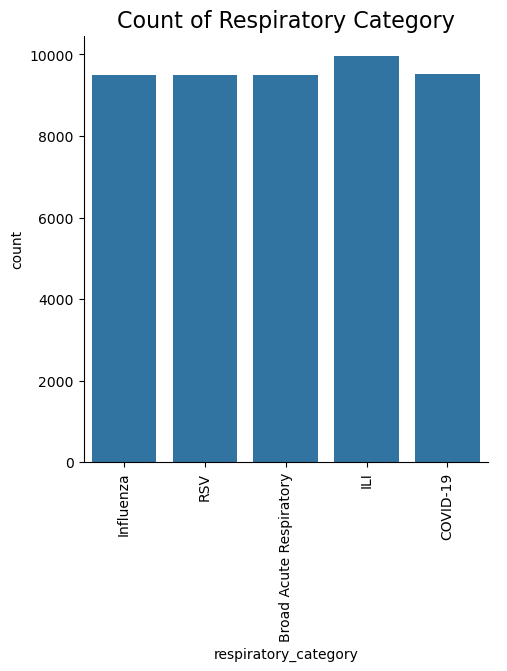 Count of Respiratory Category
10000
8000
6000
4000
2000
0
count
Influenza
RSV
Broad Acute Respiratory
ILI
COVID-19
respiratory_category